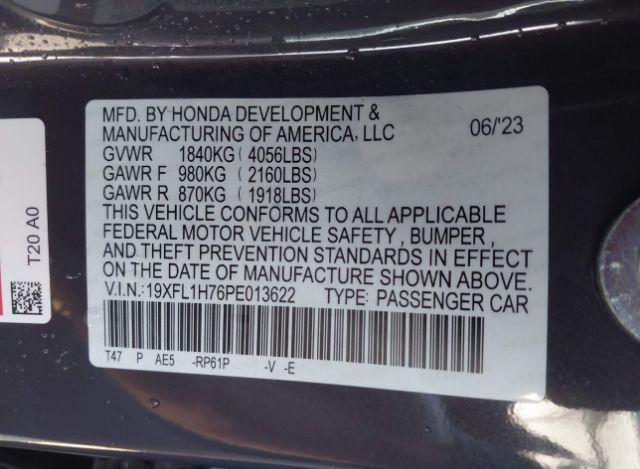 MFD. BY HONDA DEVELOPMENT &
MANUFACTURING OF AMERICA, LLC 06/'23
GVWR 1840KG (4056LBS)
GAWR F 980KG (2160LBS)
GAWR R 870KG (1918LBS)
THIS VEHICLE CONFORMS TO ALL APPLICABLE
FEDERAL MOTOR VEHICLE SAFETY , BUMPER ,
AND THEFT PREVENTION STANDARDS IN EFFECT
ON THE DATE OF MANUFACTURE SHOWN ABOVE.
V.I.N.:19XFL1H76PE013622 TYPE: PASSENGER CAR
T47 P AE5 -RP61P -V -E
T20 A0